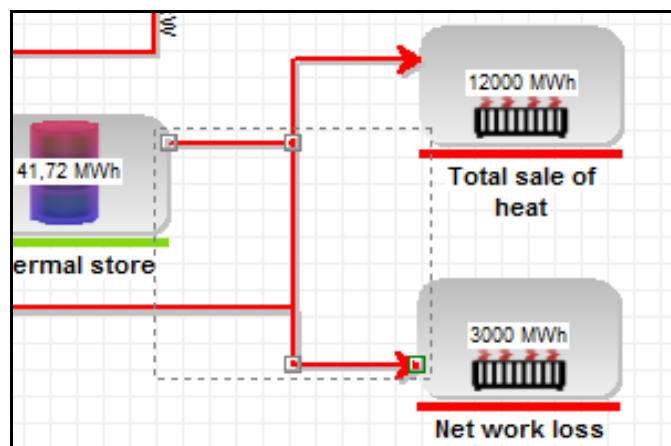 12000 MWh
Total sale of
heat
41,72 MWh
ermal store
3000 MWh
Net work loss